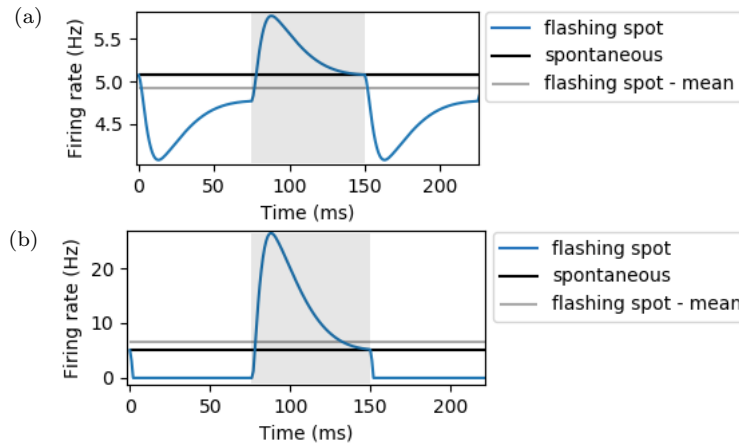 (a)
Firing rate (Hz)
5.5
5.0
4.5
0
50
100
150
200
Time (ms)
flashing spot
spontaneous
flashing spot - mean
(b)
Firing rate (Hz)
20
10
0
0
50
100
150
200
Time (ms)
flashing spot
spontaneous
flashing spot - mean